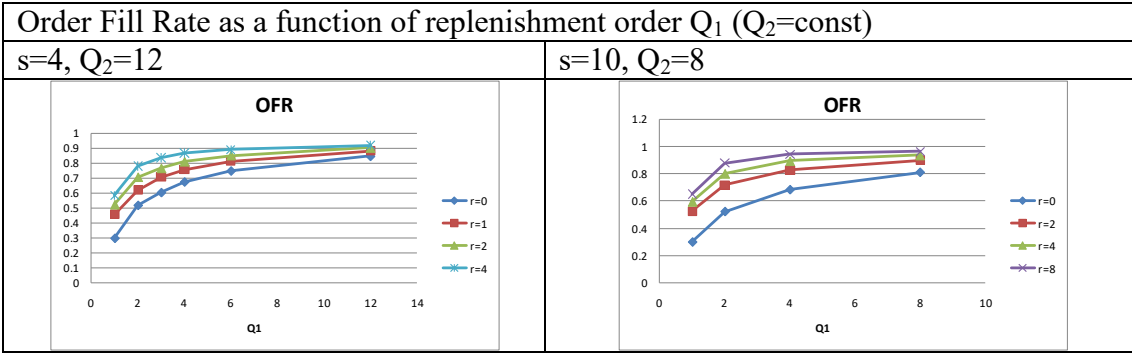 Order Fill Rate as a function of replenishment order Q₁ (Q₂=const)
s=4, Q₂=12
s=10, Q₂=8
OFR
1
0.9
0.8
0.7
0.6
0.5
0.4
0.3
0.2
0.1
0
0 2 4 6 8 10 12 14
Q1
r=0
r=1
r=2
r=4
OFR
1.2
1
0.8
0.6
0.4
0.2
0
0 2 4 6 8 10
Q1
r=0
r=2
r=4
r=8